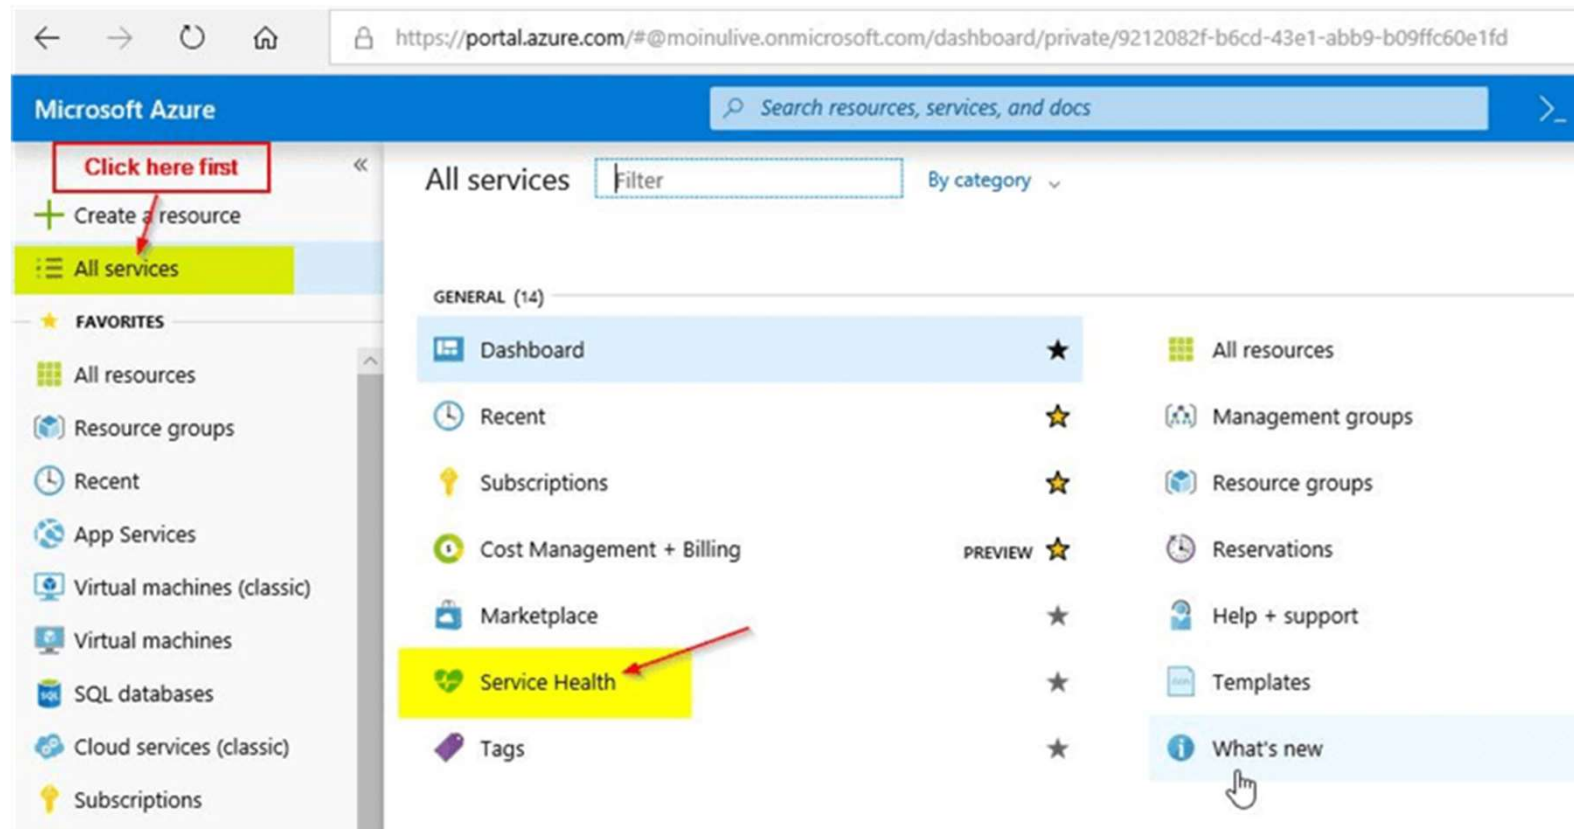 https://portal.azure.com/#@moinulive.onmicrosoft.com/dashboard/private/9212082f-b6cd-43e1-abb9-b09ffc60e1fd
Microsoft Azure
Search resources, services, and docs
Click here first
Create a resource
All services
FAVORITES
All resources
Resource groups
Recent
App Services
Virtual machines (classic)
Virtual machines
SQL databases
Cloud services (classic)
Subscriptions
All services
Filter
By category
GENERAL (14)
Dashboard
Recent
Subscriptions
Cost Management + Billing
PREVIEW
Marketplace
Service Health
Tags
All resources
Management groups
Resource groups
Reservations
Help + support
Templates
What's new